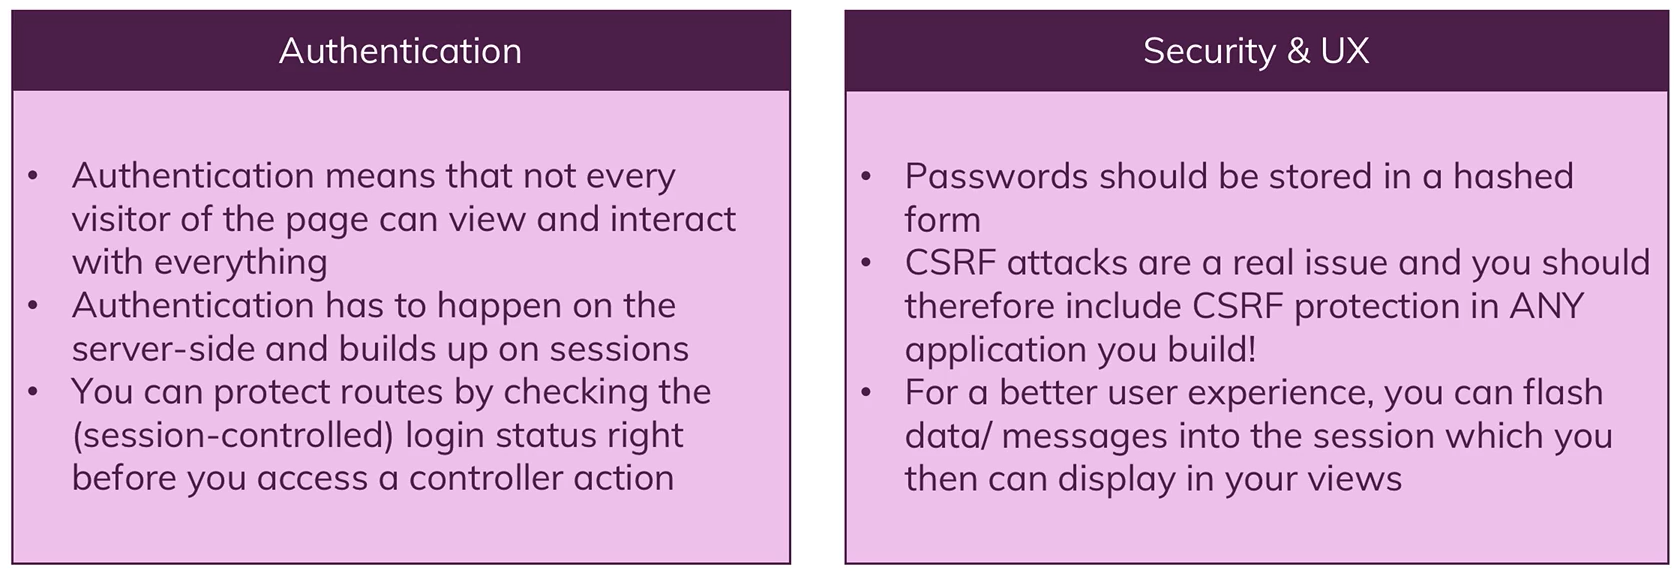 Authentication
• Authentication means that not every
visitor of the page can view and interact
with everything
• Authentication has to happen on the
server-side and builds up on sessions
• You can protect routes by checking the
(session-controlled) login status right
before you access a controller action
Security & UX
• Passwords should be stored in a hashed
form
• CSRF attacks are a real issue and you should
therefore include CSRF protection in ANY
application you build!
• For a better user experience, you can flash
data/ messages into the session which you
then can display in your views